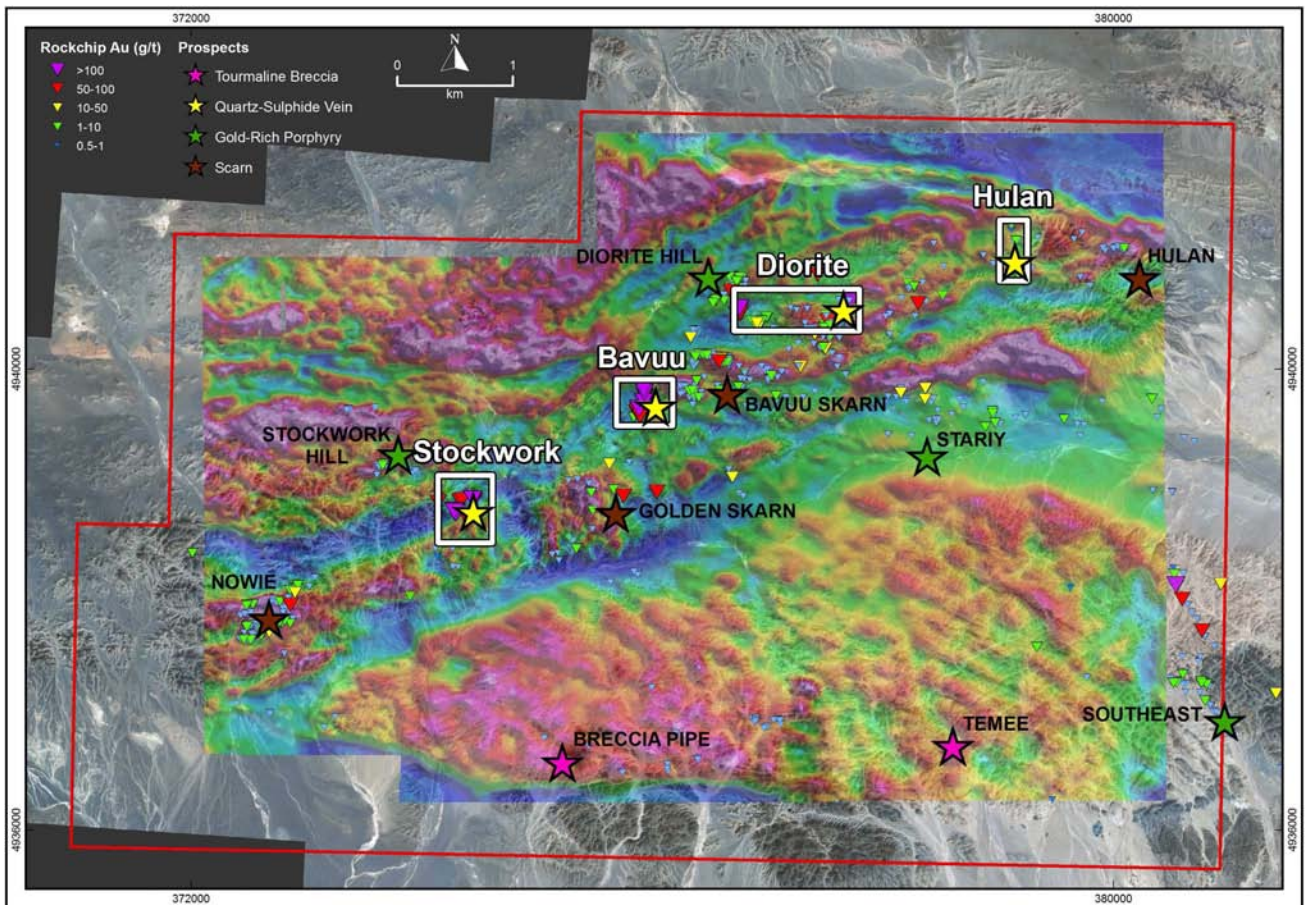 372000
380000
Rockchip Au (g/t)
>100
50-100
10-50
1-10
0.5-1
Prospects
Tourmaline Breccia
Quartz-Sulphide Vein
Gold-Rich Porphyry
Scarn
N
0
1
km
Hulan
DIORITE HILL
HULAN
Diorite
4940000
4940000
Bavuu
BAVUU SKARN
STOCKWORK
HILL
Stockwork
STARIY
GOLDEN SKARN
NOWIE
SOUTHEAST
TEMEE
BRECCIA PIPE
4936000
4936000
372000
380000